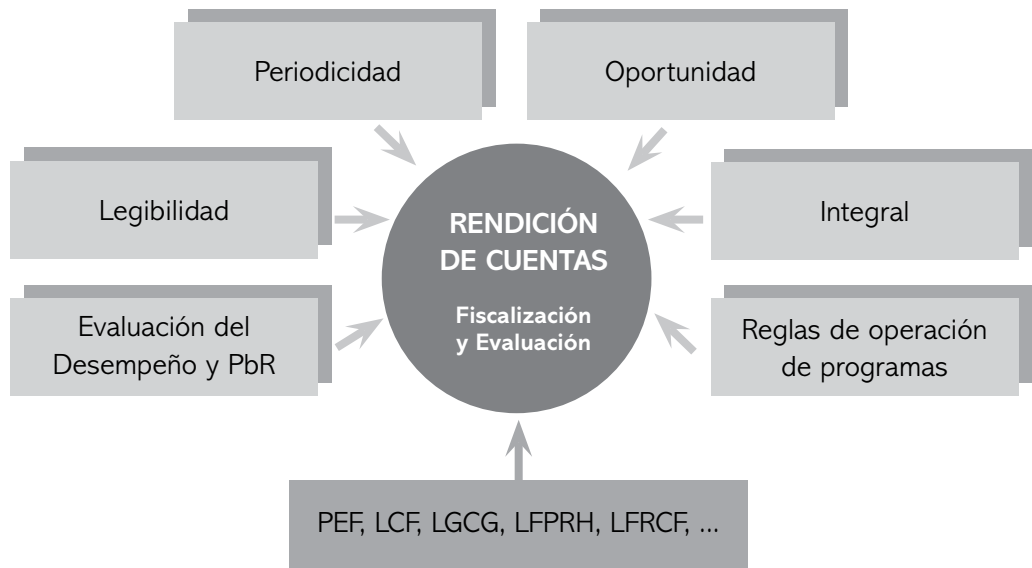 Periodicidad
Oportunidad
Legibilidad
Integral
RENDICIÓN
DE CUENTAS
Fiscalización
y Evaluación
Evaluación del
Desempeño y PbR
Reglas de operación
de programas
PEF, LCF, LGCG, LFPRH, LFRCF, ...